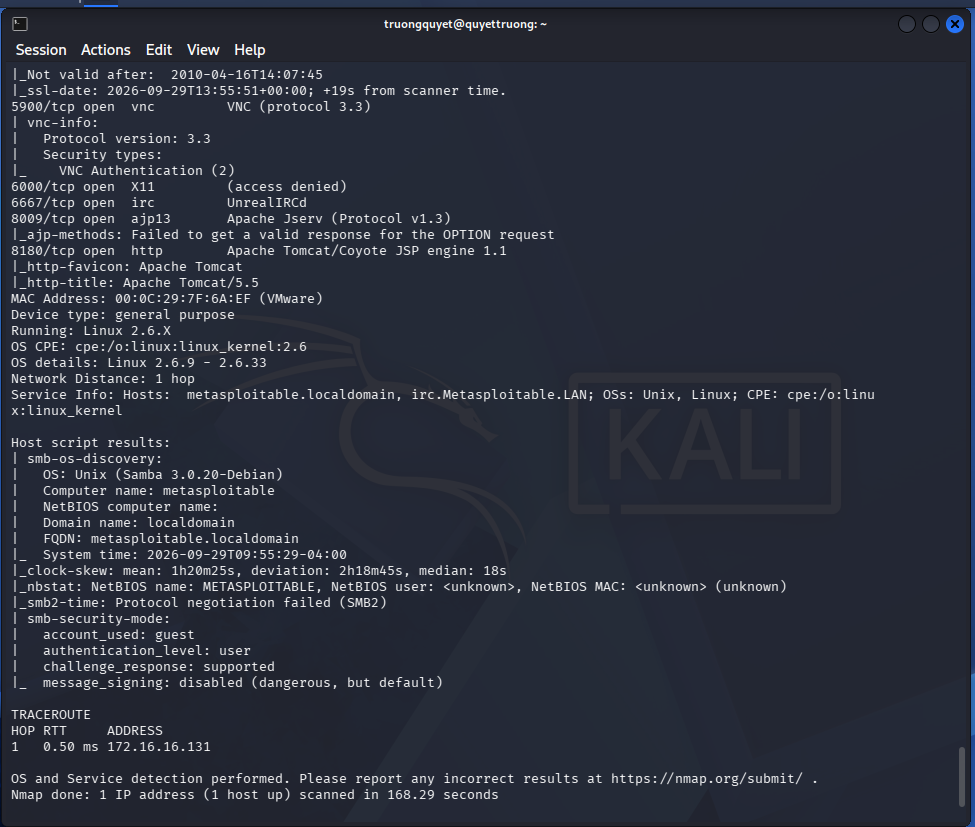 truongquyet@quyettruong: ~
Session Actions Edit View Help
|_Not valid after:  2010-04-16T14:07:45
|_ssl-date: 2026-09-29T13:55:51+00:00; +19s from scanner time.
5900/tcp open  vnc         VNC (protocol 3.3)
| vnc-info:
|   Protocol version: 3.3
|   Security types:
|_    VNC Authentication (2)
6000/tcp open  X11         (access denied)
6667/tcp open  irc         UnrealIRCd
8009/tcp open  ajp13       Apache Jserv (Protocol v1.3)
|_ajp-methods: Failed to get a valid response for the OPTION request
8180/tcp open  http        Apache Tomcat/Coyote JSP engine 1.1
|_http-favicon: Apache Tomcat
|_http-title: Apache Tomcat/5.5
MAC Address: 00:0C:29:7F:6A:EF (VMware)
Device type: general purpose
Running: Linux 2.6.X
OS CPE: cpe:/o:linux:linux_kernel:2.6
OS details: Linux 2.6.9 - 2.6.33
Network Distance: 1 hop
Service Info: Hosts:  metasploitable.localdomain, irc.Metasploitable.LAN; OSs: Unix, Linux; CPE: cpe:/o:linu
x:linux_kernel
KALI
Host script results:
| smb-os-discovery:
|   OS: Unix (Samba 3.0.20-Debian)
|   Computer name: metasploitable
|   NetBIOS computer name:
|   Domain name: localdomain
|   FQDN: metasploitable.localdomain
|_  System time: 2026-09-29T09:55:29-04:00
|_clock-skew: mean: 1h20m25s, deviation: 2h18m45s, median: 18s
|_nbstat: NetBIOS name: METASPLOITABLE, NetBIOS user: <unknown>, NetBIOS MAC: <unknown> (unknown)
|_smb2-time: Protocol negotiation failed (SMB2)
| smb-security-mode:
|   account_used: guest
|   authentication_level: user
|   challenge_response: supported
|_  message_signing: disabled (dangerous, but default)
TRACEROUTE
HOP RTT     ADDRESS
1   0.50 ms 172.16.16.131
OS and Service detection performed. Please report any incorrect results at https://nmap.org/submit/ .
Nmap done: 1 IP address (1 host up) scanned in 168.29 seconds